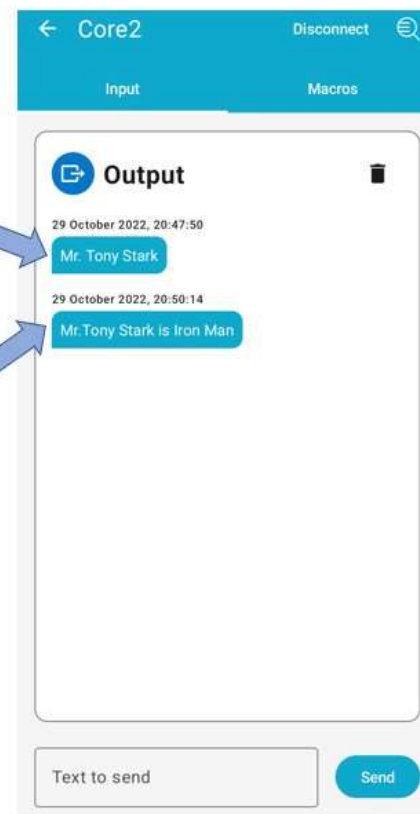 Core2
Disconnect
Input
Macros
Output
29 October 2022, 20:47:50
Mr. Tony Stark
29 October 2022, 20:50:14
Mr.Tony Stark is Iron Man
Text to send
Send